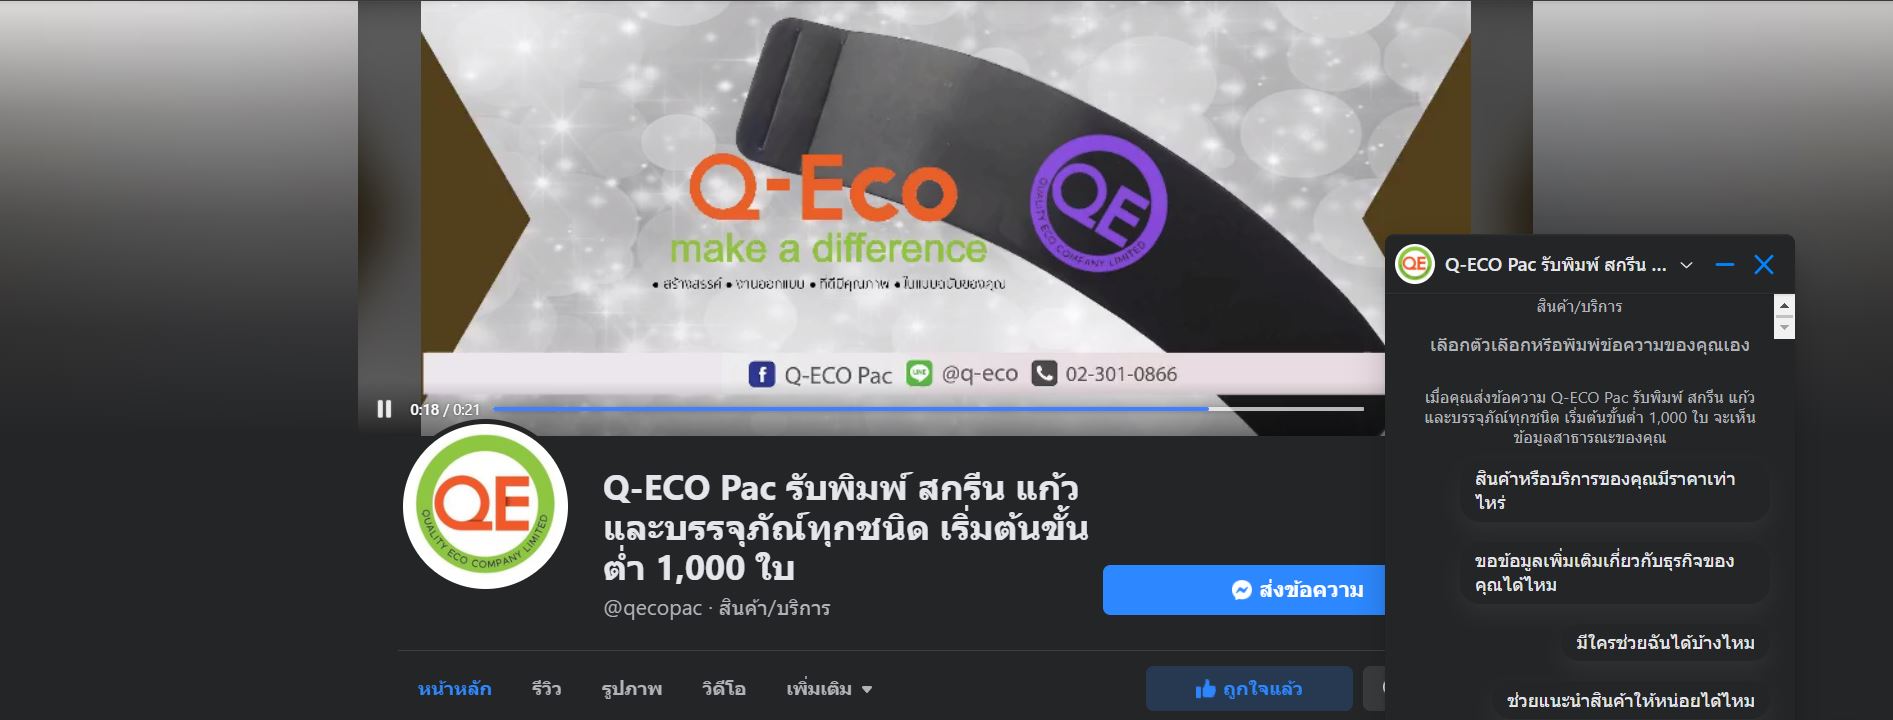 Q-Eco
make a difference
• สร้างสรรค์ • งานออกแบบ • ที่ดีมีคุณภาพ • ในแบบฉบับของคุณ
QE
QUALITY ECO COMPANY LIMITED
Q-ECO Pac @q-eco 02-301-0866
0:18 / 0:21
QE
QUALITY ECO COMPANY LIMITED
Q-ECO Pac รับพิมพ์ สกรีน แก้ว
และบรรจุภัณ์ทุกชนิด เริ่มต้นขั้น
ต่ำ 1,000 ใบ
@qecopac · สินค้า/บริการ
ส่งข้อความ
หน้าหลัก รีวิว รูปภาพ วิดีโอ เพิ่มเติม
ถูกใจแล้ว
QE
Q-ECO Pac รับพิมพ์ สกรีน ...
สินค้า/บริการ
เลือกตัวเลือกหรือพิมพ์ข้อความของคุณเอง
เมื่อคุณส่งข้อความ Q-ECO Pac รับพิมพ์ สกรีน แก้ว
และบรรจุภัณ์ทุกชนิด เริ่มต้นขั้นต่ำ 1,000 ใบ จะเห็น
ข้อมูลสาธารณะของคุณ
สินค้าหรือบริการของคุณมีราคาเท่า
ไหร่
ขอข้อมูลเพิ่มเติมเกี่ยวกับธุรกิจของ
คุณได้ไหม
มีใครช่วยฉันได้บ้างไหม
ช่วยแนะนำสินค้าให้หน่อยได้ไหม